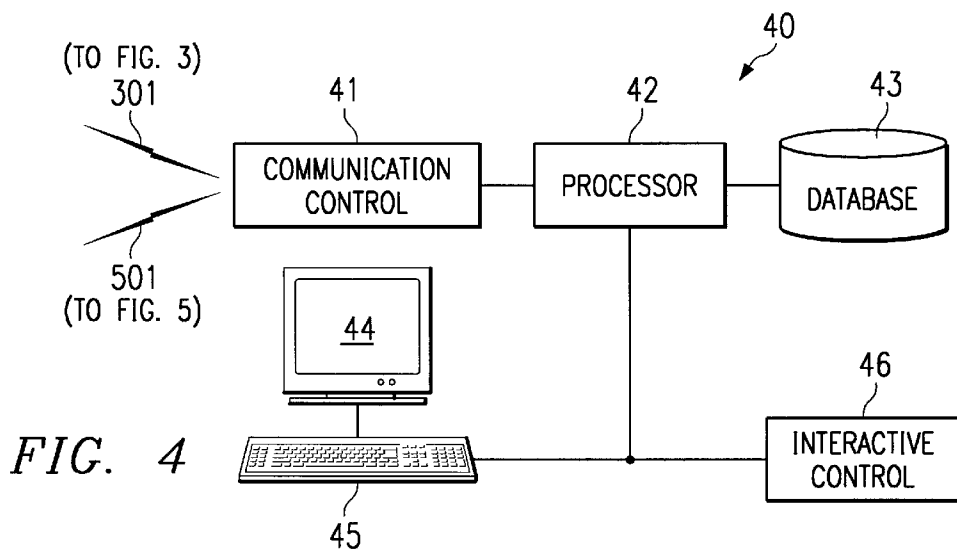 (TO FIG. 3)
301
41
42
40
43
COMMUNICATION
CONTROL
PROCESSOR
DATABASE
501
(TO FIG. 5)
44
46
INTERACTIVE
CONTROL
FIG. 4
45